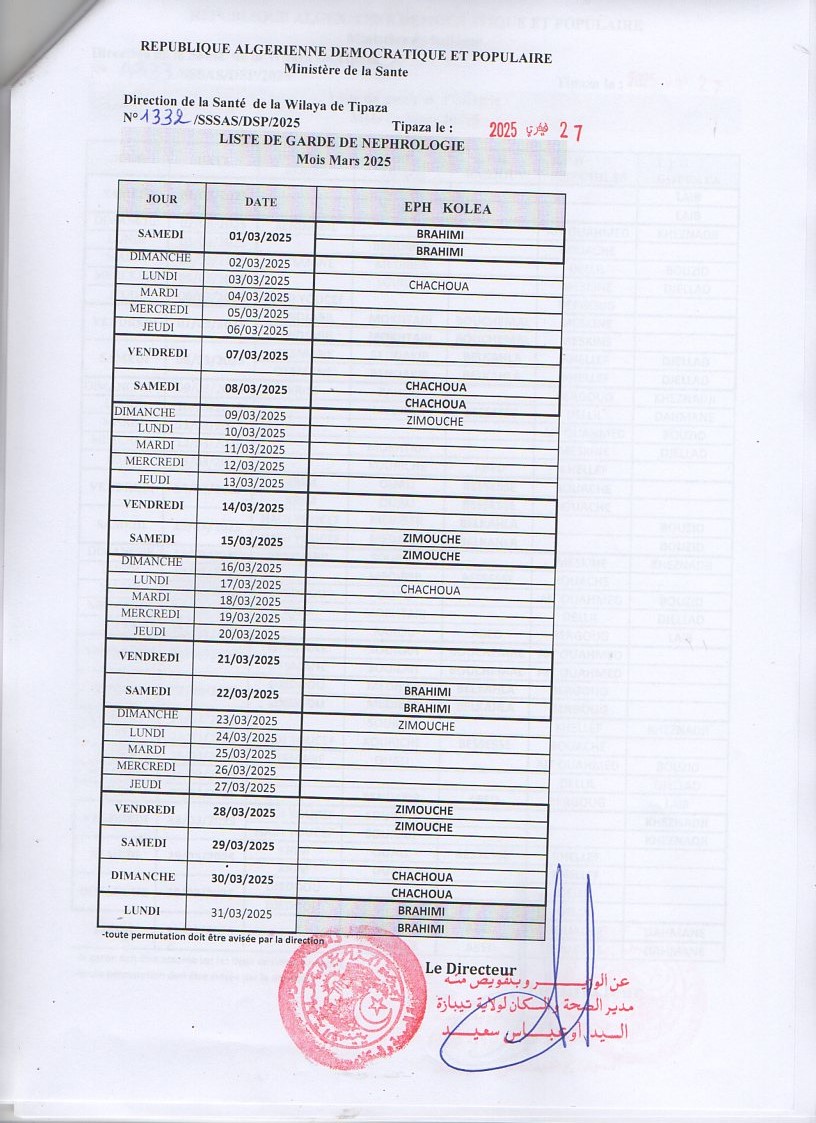 REPUBLIQUE ALGERIENNE DEMOCRATIQUE ET POPULAIRE
Ministère de la Sante
Direction de la Santé de la Wilaya de Tipaza
N° 1332 /SSSAS/DSP/2025
Tipaza le : 2025 فيفري 27
LISTE DE GARDE DE NEPHROLOGIE
Mois Mars 2025
JOUR DATE EPH KOLEA
SAMEDI 01/03/2025 BRAHIMI
BRAHIMI
DIMANCHE 02/03/2025
LUNDI 03/03/2025 CHACHOUA
MARDI 04/03/2025
MERCREDI 05/03/2025
JEUDI 06/03/2025
VENDREDI 07/03/2025
SAMEDI 08/03/2025 CHACHOUA
CHACHOUA
DIMANCHE 09/03/2025 ZIMOUCHE
LUNDI 10/03/2025
MARDI 11/03/2025
MERCREDI 12/03/2025
JEUDI 13/03/2025
VENDREDI 14/03/2025
SAMEDI 15/03/2025 ZIMOUCHE
ZIMOUCHE
DIMANCHE 16/03/2025
LUNDI 17/03/2025 CHACHOUA
MARDI 18/03/2025
MERCREDI 19/03/2025
JEUDI 20/03/2025
VENDREDI 21/03/2025
SAMEDI 22/03/2025 BRAHIMI
BRAHIMI
DIMANCHE 23/03/2025 ZIMOUCHE
LUNDI 24/03/2025
MARDI 25/03/2025
MERCREDI 26/03/2025
JEUDI 27/03/2025
VENDREDI 28/03/2025 ZIMOUCHE
ZIMOUCHE
SAMEDI 29/03/2025
DIMANCHE 30/03/2025 CHACHOUA
CHACHOUA
LUNDI 31/03/2025 BRAHIMI
BRAHIMI
-toute permutation doit être avisée par la direction
Le Directeur
عن الوزيـــر وبتفويض منه
مدير الصحة والسكان لولاية تيبازة
الـسيـد أوعبـــاس سعيــد